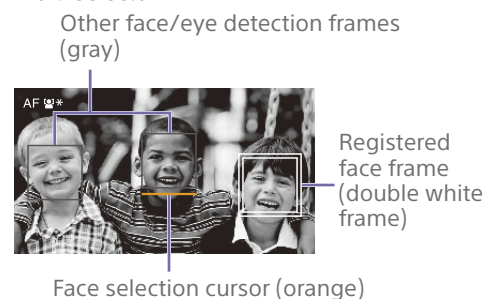 Other face/eye detection frames
(gray)
AF
Registered
face frame
(double white
frame)
Face selection cursor (orange)